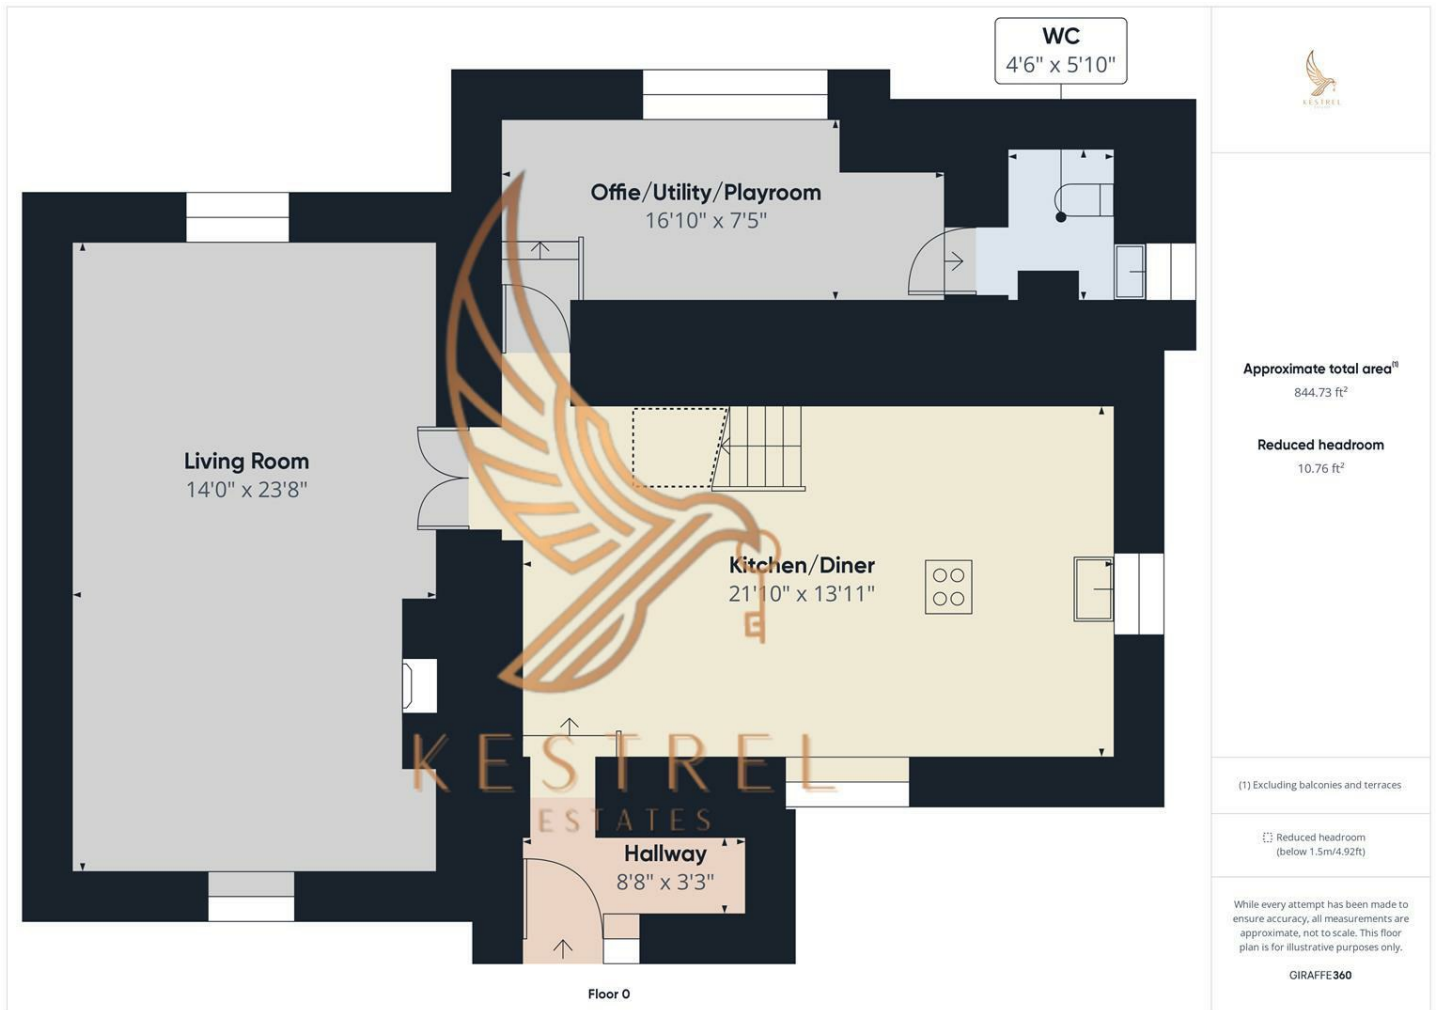 WC
4'6" x 5'10"
KESTREL
Offie/Utility/Playroom
16'10" x 7'5"
Living Room
14'0" x 23'8"
Kitchen/Diner
21'10" x 13'11"
KESTREL
ESTATES
Hallway
8'8" x 3'3"
Floor 0
Approximate total area(1)
844.73 ft²
Reduced headroom
10.76 ft²
(1) Excluding balconies and terraces
Reduced headroom
(below 1.5m/4.92ft)
While every attempt has been made to
ensure accuracy, all measurements are
approximate, not to scale. This floor
plan is for illustrative purposes only.
GIRAFFE360